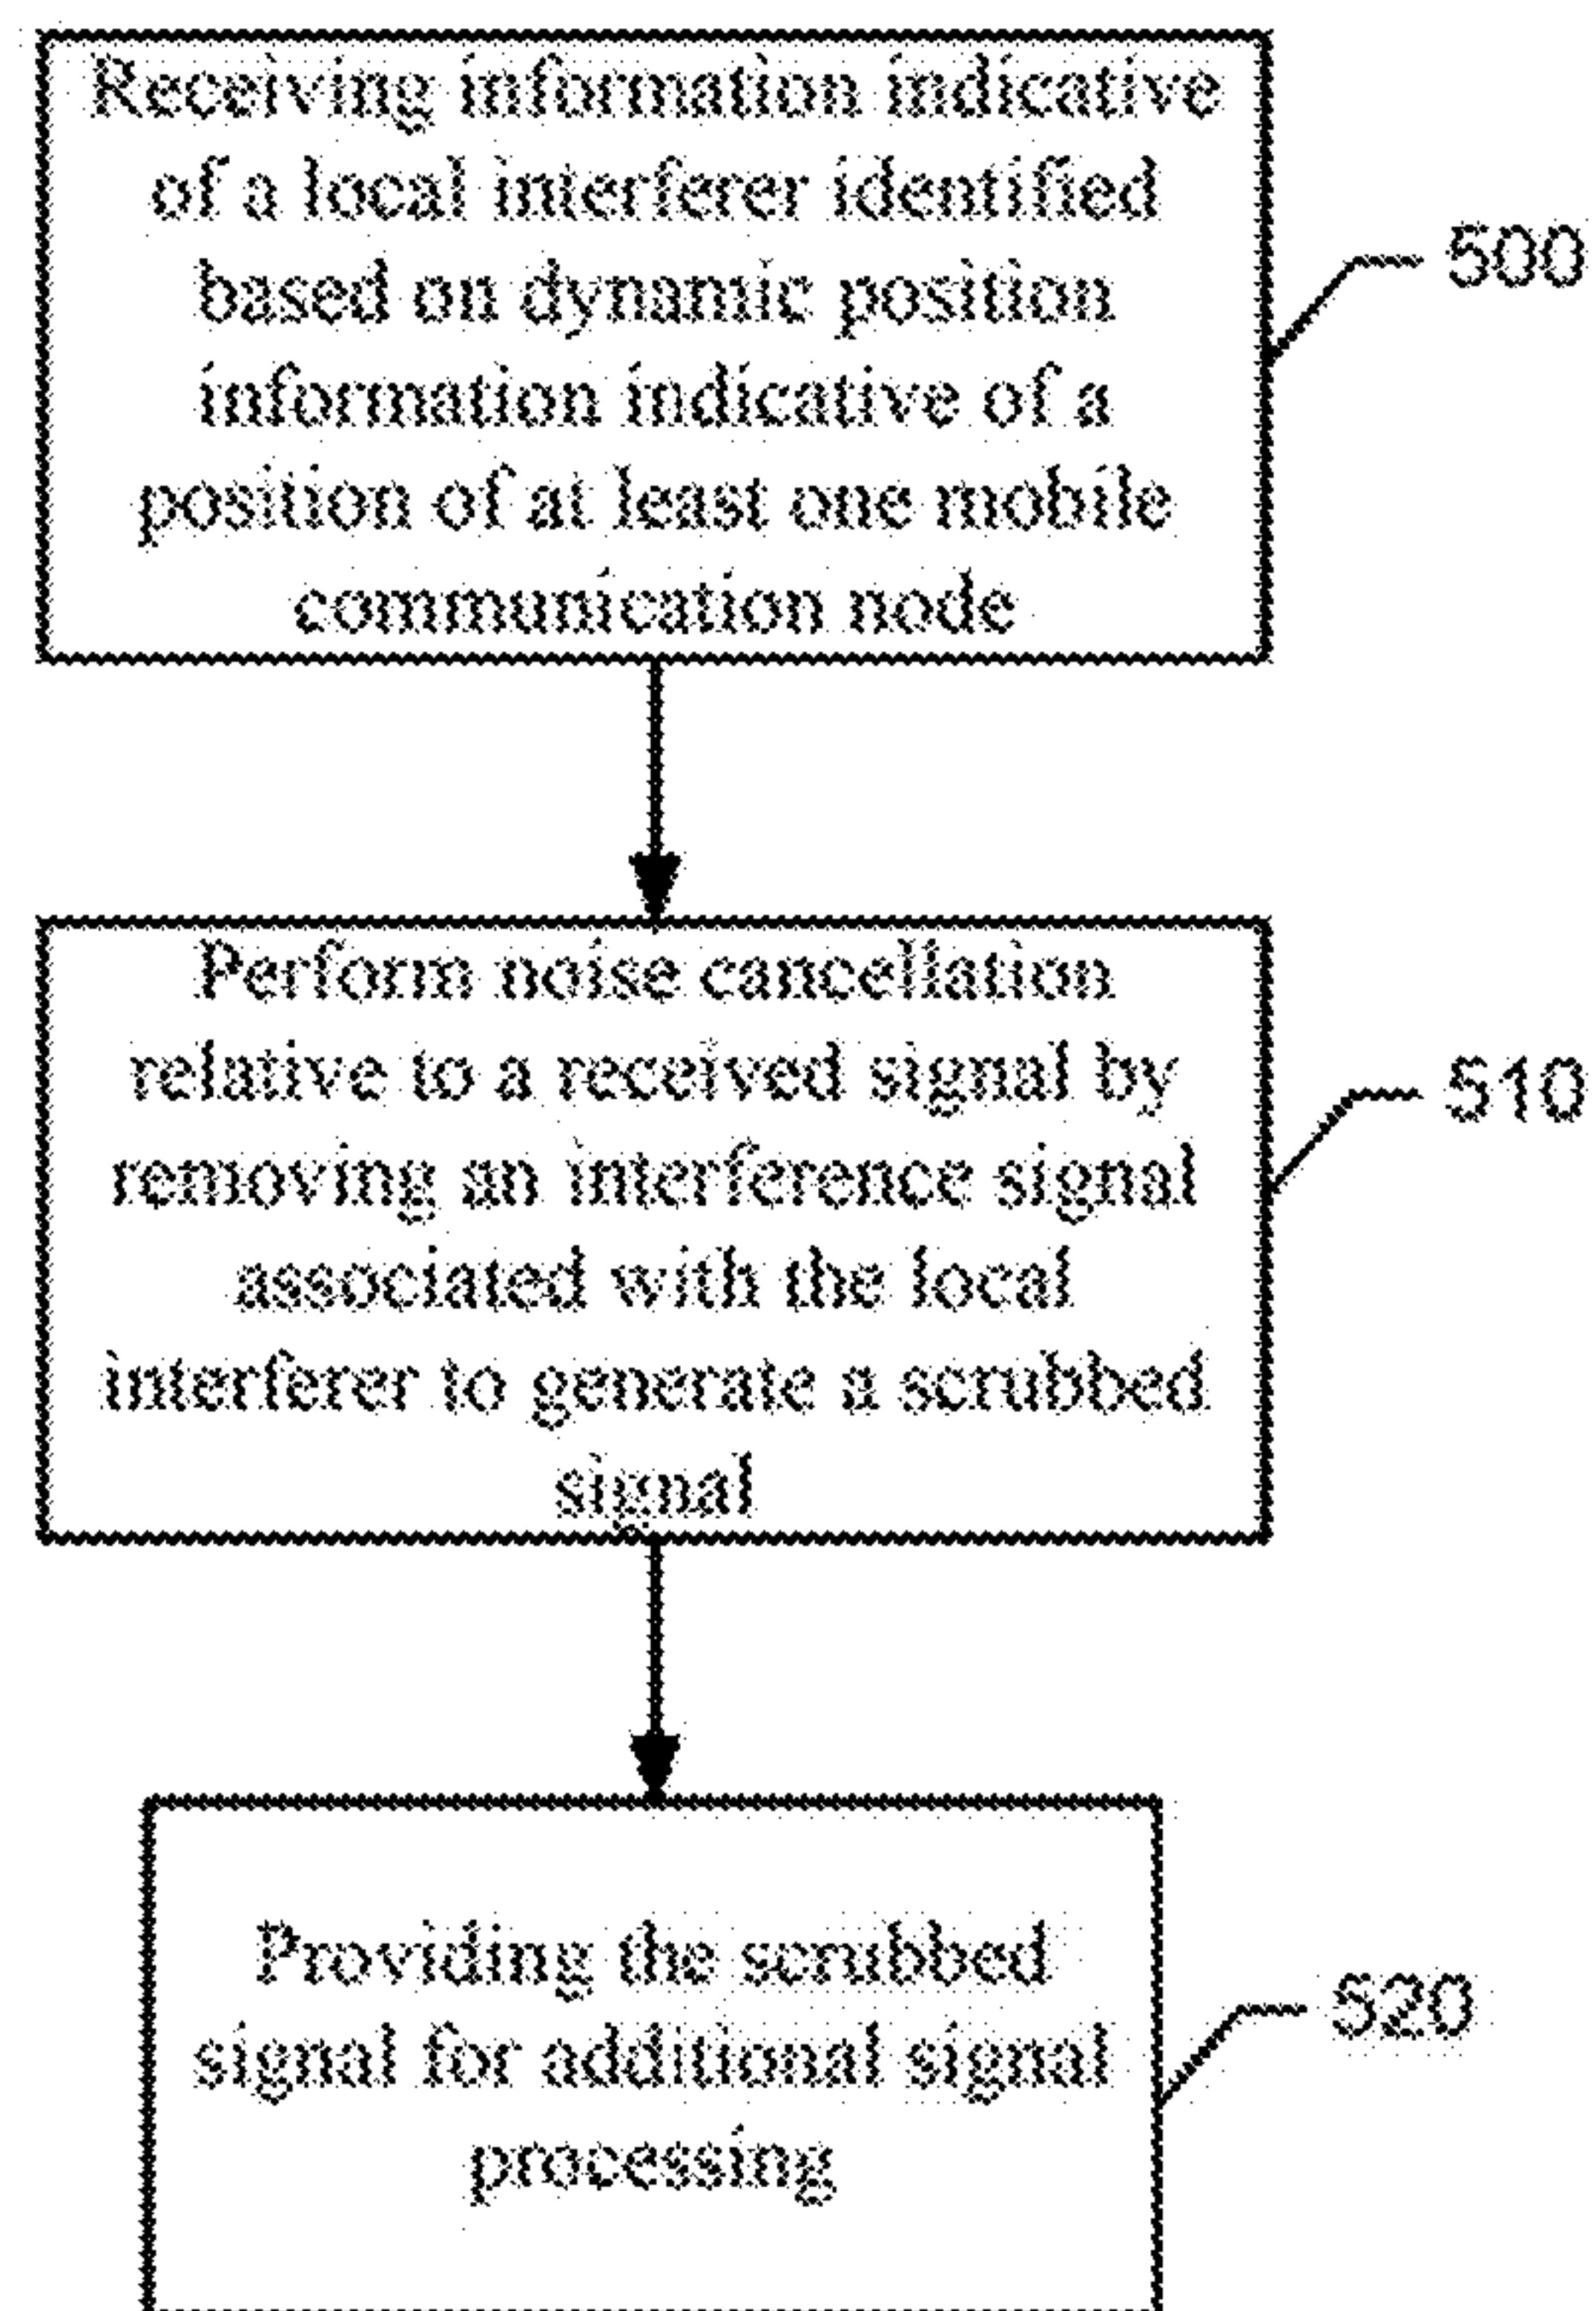 Receiving information indicative
of a local interferer identified
based on dynamic position
information indicative of a
position of at least one mobile
communication node
500
Perform noise cancellation
relative to a received signal by
removing an interference signal
associated with the local
interferer to generate a scrubbed
signal
510
Providing the scrubbed
signal for additional signal
processing
520